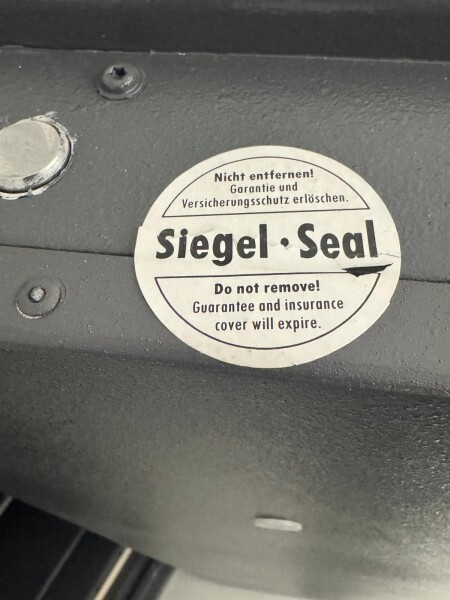 Nicht entfernen!
Garantie und
Versicherungsschutz erlöschen.
Siegel · Seal
Do not remove!
Guarantee and insurance
cover will expire.